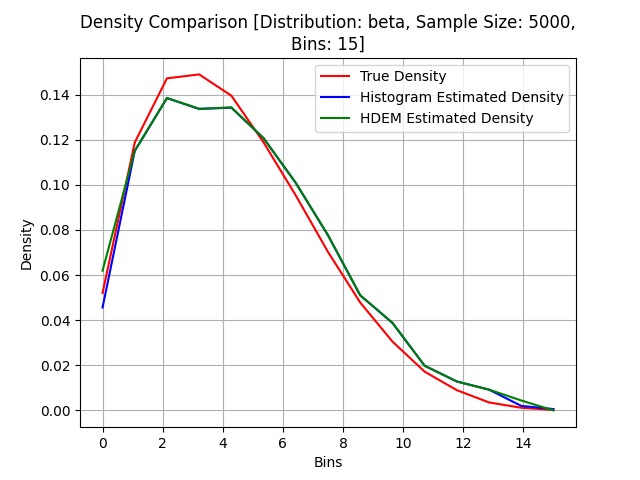 Density Comparison [Distribution: beta, Sample Size: 5000,
Bins: 15]
True Density
Histogram Estimated Density
HDEM Estimated Density
Density
0.14
0.12
0.10
0.08
0.06
0.04
0.02
0.00
0 2 4 6 8 10 12 14
Bins